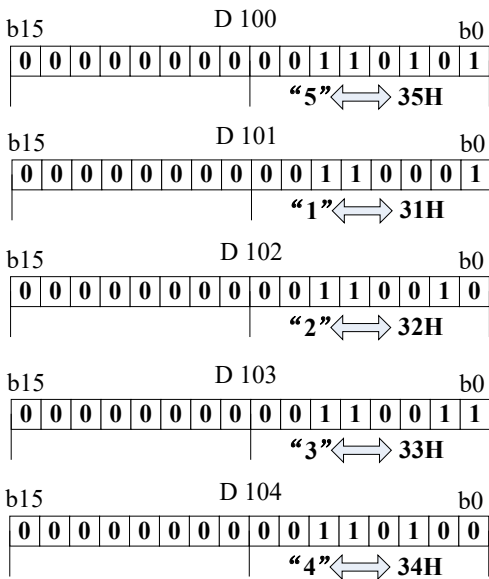 b15 D 100 b0
0 0 0 0 0 0 0 0 0 0 1 1 0 1 0 1
“5” 35H
b15 D 101 b0
0 0 0 0 0 0 0 0 0 0 1 1 0 0 0 1
“1” 31H
b15 D 102 b0
0 0 0 0 0 0 0 0 0 0 1 1 0 0 1 0
“2” 32H
b15 D 103 b0
0 0 0 0 0 0 0 0 0 0 1 1 0 0 1 1
“3” 33H
b15 D 104 b0
0 0 0 0 0 0 0 0 0 0 1 1 0 1 0 0
“4” 34H